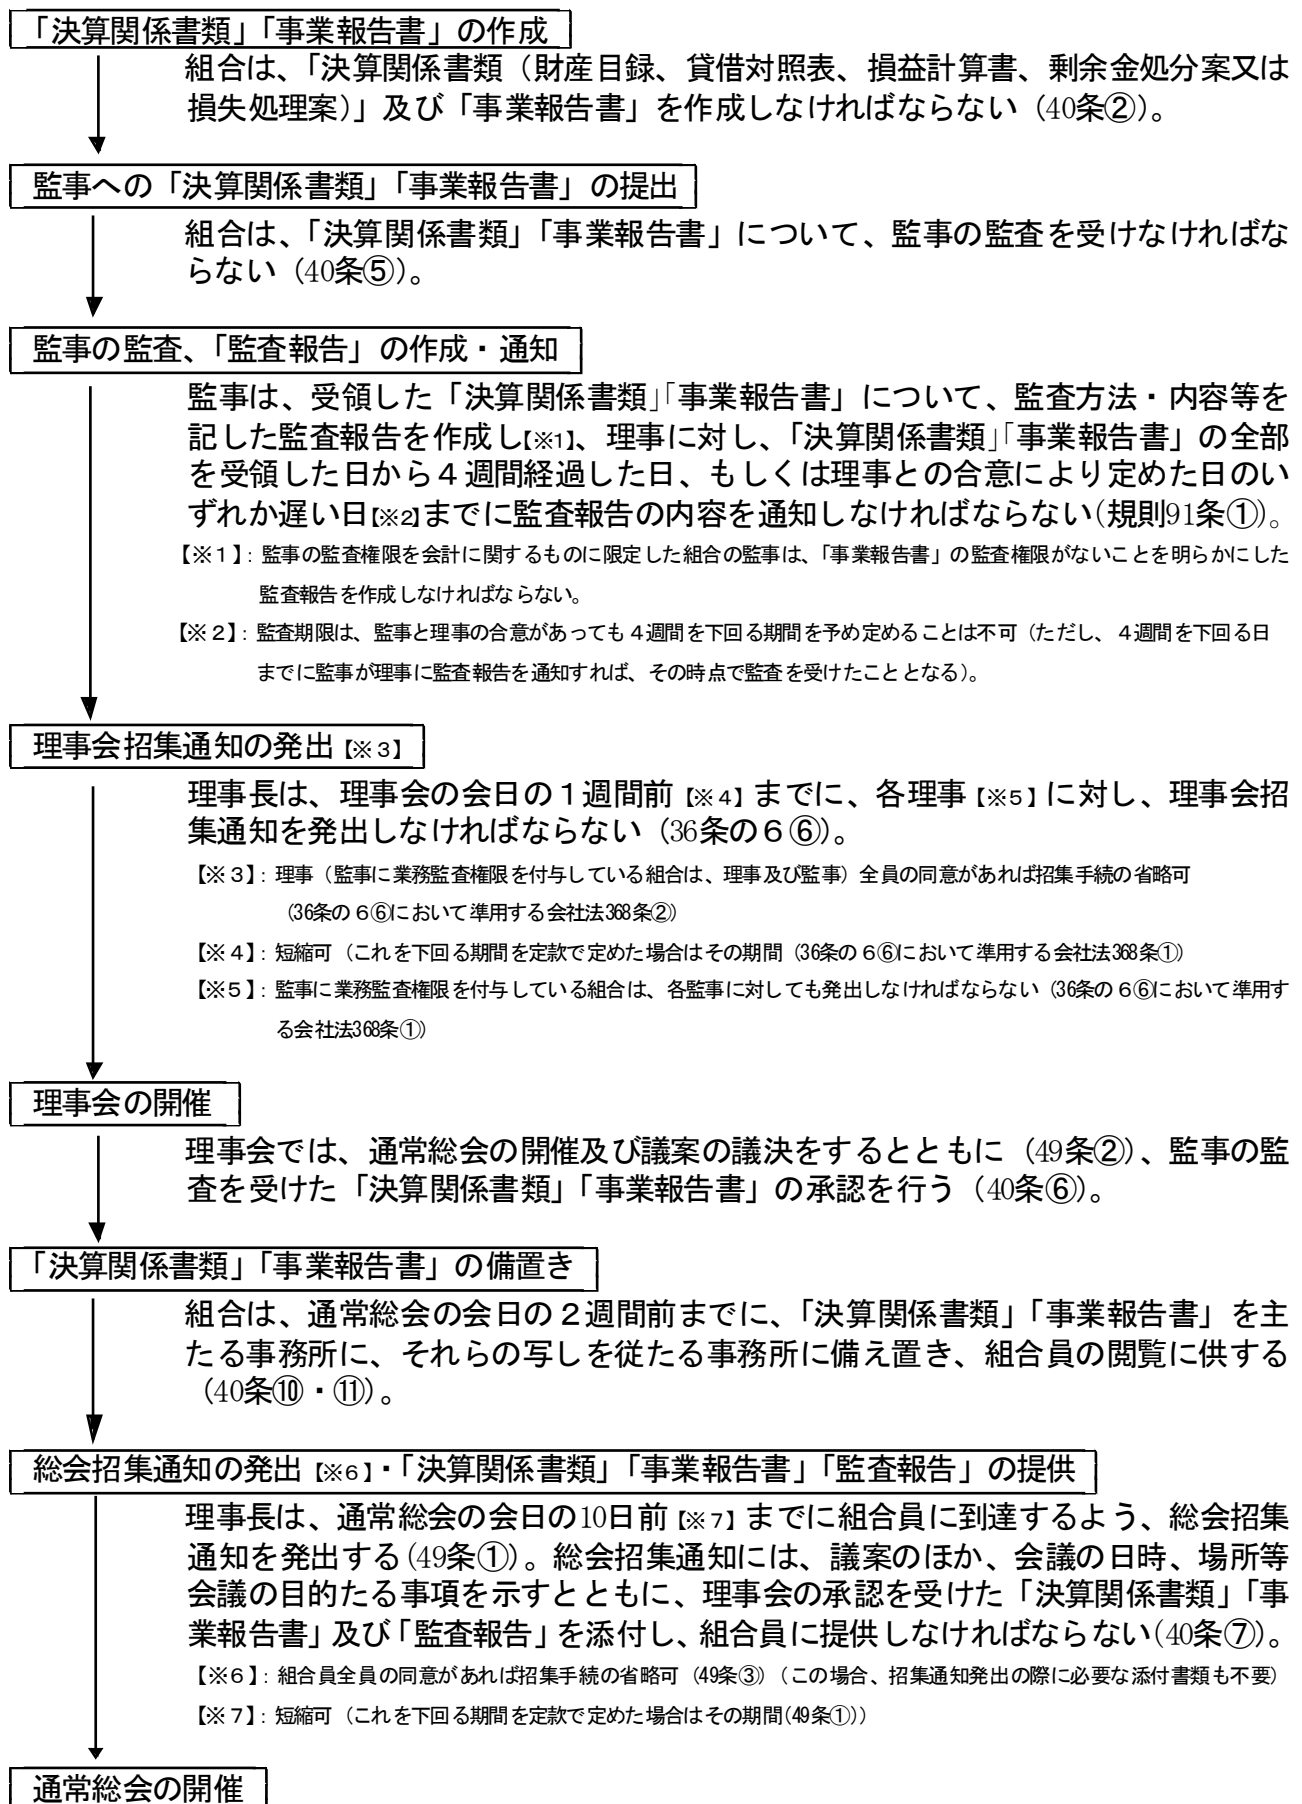 「決算関係書類」「事業報告書」の作成
組合は、「決算関係書類（財産目録、貸借対照表、損益計算書、剰余金処分案又は
損失処理案）」及び「事業報告書」を作成しなければならない（40条②）。
監事への「決算関係書類」「事業報告書」の提出
組合は、「決算関係書類」「事業報告書」について、監事の監査を受けなければな
らない（40条⑤）。
監事の監査、「監査報告」の作成・通知
監事は、受領した「決算関係書類」「事業報告書」について、監査方法・内容等を
記した監査報告を作成し【※1】、理事に対し、「決算関係書類」「事業報告書」の全部
を受領した日から４週間経過した日、もしくは理事との合意により定めた日のい
ずれか遅い日【※2】までに監査報告の内容を通知しなければならない（規則91条①）。
【※１】：監事の監査権限を会計に関するものに限定した組合の監事は、「事業報告書」の監査権限がないことを明らかにした
監査報告を作成しなければならない。
【※２】：監査期限は、監事と理事の合意があっても４週間を下回る期間を予め定めることは不可（ただし、４週間を下回る日
までに監事が理事に監査報告を通知すれば、その時点で監査を受けたこととなる）。
理事会招集通知の発出【※３】
理事長は、理事会の会日の１週間前【※４】までに、各理事【※５】に対し、理事会招
集通知を発出しなければならない（36条の６⑥）。
【※３】：理事（監事に業務監査権限を付与している組合は、理事及び監事）全員の同意があれば招集手続の省略可
（36条の６⑥において準用する会社法368条②）
【※４】：短縮可（これを下回る期間を定款で定めた場合はその期間（36条の６⑥において準用する会社法368条①）
【※５】：監事に業務監査権限を付与している組合は、各監事に対しても発出しなければならない（36条の６⑥において準用す
る会社法368条①）
理事会の開催
理事会では、通常総会の開催及び議案の議決をするとともに（49条②）、監事の監
査を受けた「決算関係書類」「事業報告書」の承認を行う（40条⑥）。
「決算関係書類」「事業報告書」の備置き
組合は、通常総会の会日の２週間前までに、「決算関係書類」「事業報告書」を主
たる事務所に、それらの写しを従たる事務所に備え置き、組合員の閲覧に供する
（40条⑩・⑪）。
総会招集通知の発出【※６】・「決算関係書類」「事業報告書」「監査報告」の提供
理事長は、通常総会の会日の10日前【※７】までに組合員に到達するよう、総会招集
通知を発出する（49条①）。総会招集通知には、議案のほか、会議の日時、場所等
会議の目的たる事項を示すとともに、理事会の承認を受けた「決算関係書類」「事
業報告書」及び「監査報告」を添付し、組合員に提供しなければならない（40条⑦）。
【※６】：組合員全員の同意があれば招集手続の省略可（49条③）（この場合、招集通知発出の際に必要な添付書類も不要）
【※７】：短縮可（これを下回る期間を定款で定めた場合はその期間（49条①））
通常総会の開催